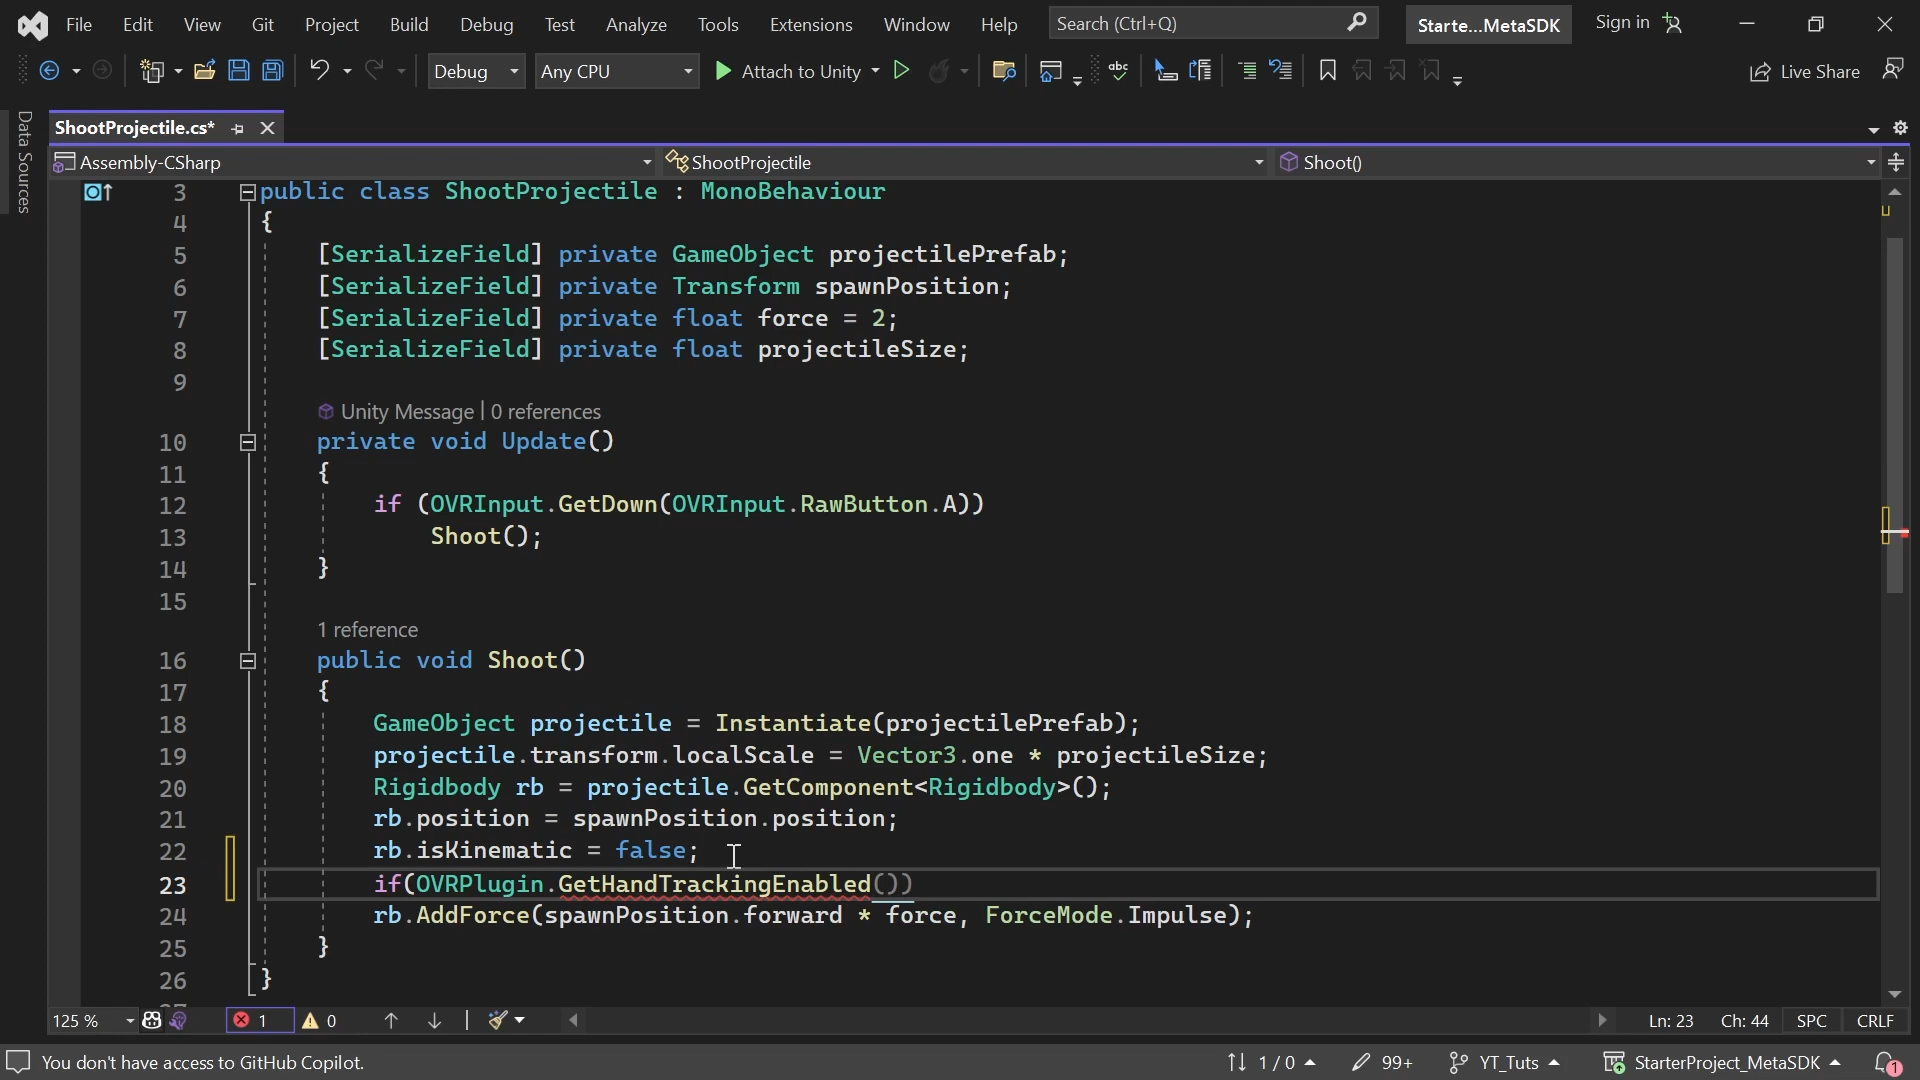 File Edit View Git Project Build Debug Test Analyze Tools Extensions Window Help Search (Ctrl+Q) Starte...MetaSDK Sign in
Debug Any CPU Attach to Unity abc Live Share
Data Sources
ShootProjectile.cs*
Assembly-CSharp ShootProjectile Shoot()
3 public class ShootProjectile : MonoBehaviour
4 {
5 [SerializeField] private GameObject projectilePrefab;
6 [SerializeField] private Transform spawnPosition;
7 [SerializeField] private float force = 2;
8 [SerializeField] private float projectileSize;
9
Unity Message | 0 references
10 private void Update()
11 {
12 if (OVRInput.GetDown(OVRInput.RawButton.A))
13 Shoot();
14 }
15
1 reference
16 public void Shoot()
17 {
18 GameObject projectile = Instantiate(projectilePrefab);
19 projectile.transform.localScale = Vector3.one * projectileSize;
20 Rigidbody rb = projectile.GetComponent<Rigidbody>();
21 rb.position = spawnPosition.position;
22 rb.isKinematic = false;
23 if(OVRPlugin.GetHandTrackingEnabled())
24 rb.AddForce(spawnPosition.forward * force, ForceMode.Impulse);
25 }
26 }
125 % 1 0 Ln: 23 Ch: 44 SPC CRLF
You don't have access to GitHub Copilot. 1 / 0 99+ YT_Tuts StarterProject_MetaSDK 1